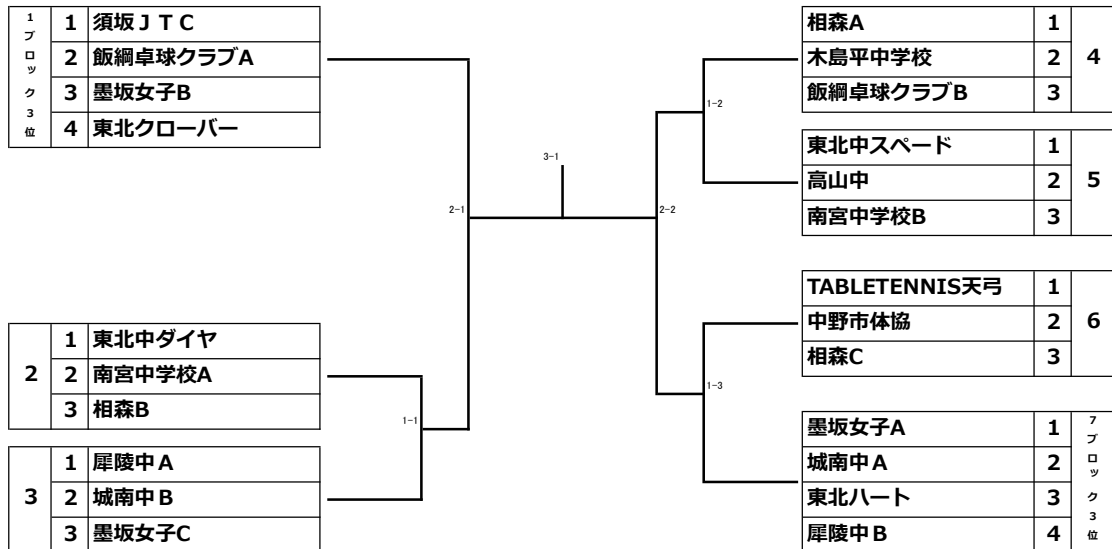 1ブロック3位
1 須坂ＪＴＣ
2 飯綱卓球クラブA
3 墨坂女子B
4 東北クローバー
2
1 東北中ダイヤ
2 南宮中学校A
3 相森B
3
1 犀陵中Ａ
2 城南中Ｂ
3 墨坂女子C
2-1
1-1
3-1
2-2
1-2
1-3
相森A 1
木島平中学校 2
飯綱卓球クラブB 3
4
東北中スペード 1
高山中 2
南宮中学校B 3
5
TABLETENNIS天弓 1
中野市体協 2
相森C 3
6
墨坂女子A 1
城南中Ａ 2
東北ハート 3
犀陵中Ｂ 4
7ブロック3位